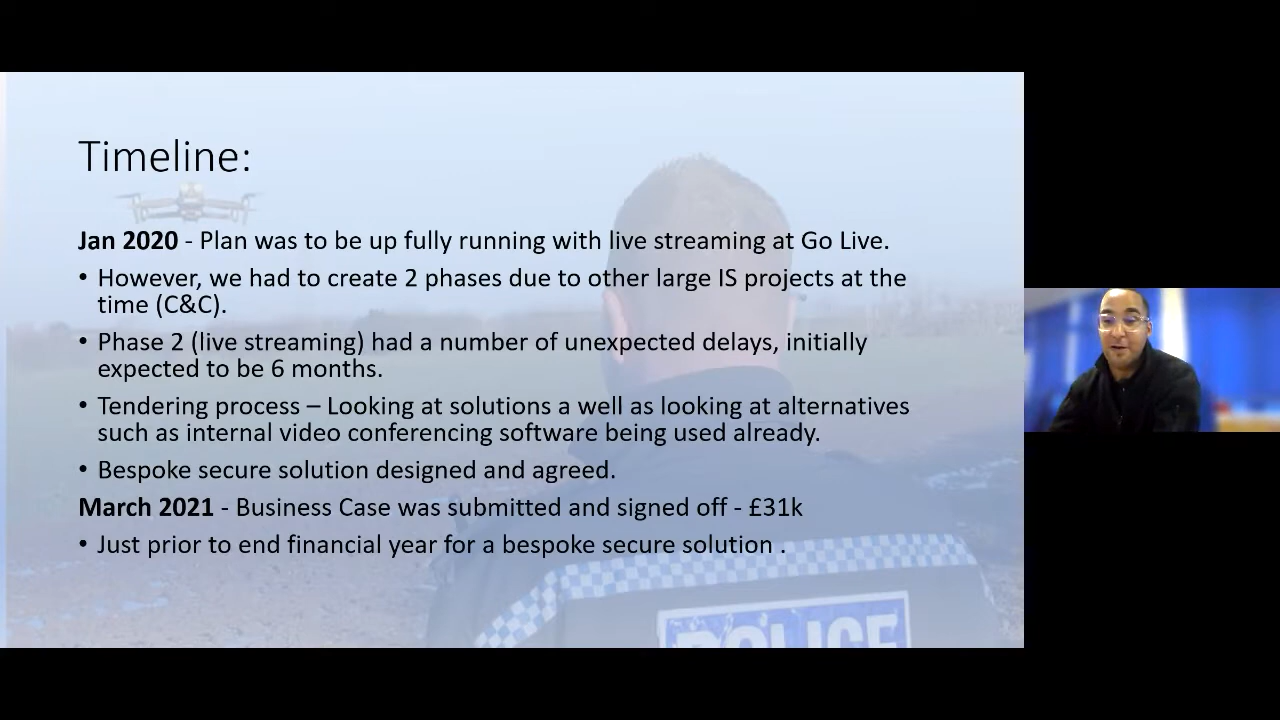 Timeline:
Jan 2020 - Plan was to be up fully running with live streaming at Go Live.
• However, we had to create 2 phases due to other large IS projects at the
time (C&C).
• Phase 2 (live streaming) had a number of unexpected delays, initially
expected to be 6 months.
• Tendering process – Looking at solutions a well as looking at alternatives
such as internal video conferencing software being used already.
• Bespoke secure solution designed and agreed.
March 2021 - Business Case was submitted and signed off - £31k
• Just prior to end financial year for a bespoke secure solution .
POLICE